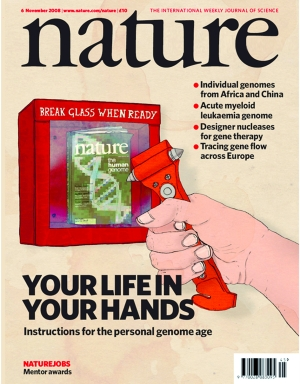 6 November 2008 | www.nature.com/nature | £10
THE INTERNATIONAL WEEKLY JOURNAL OF SCIENCE
nature
Individual genomes
from Africa and China
Acute myeloid
leukaemia genome
Designer nucleases
for gene therapy
Tracing gene flow
across Europe
BREAK GLASS WHEN READY
nature
the
human
genome
YOUR LIFE IN
YOUR HANDS
Instructions for the personal genome age
NATUREJOBS
Mentor awards